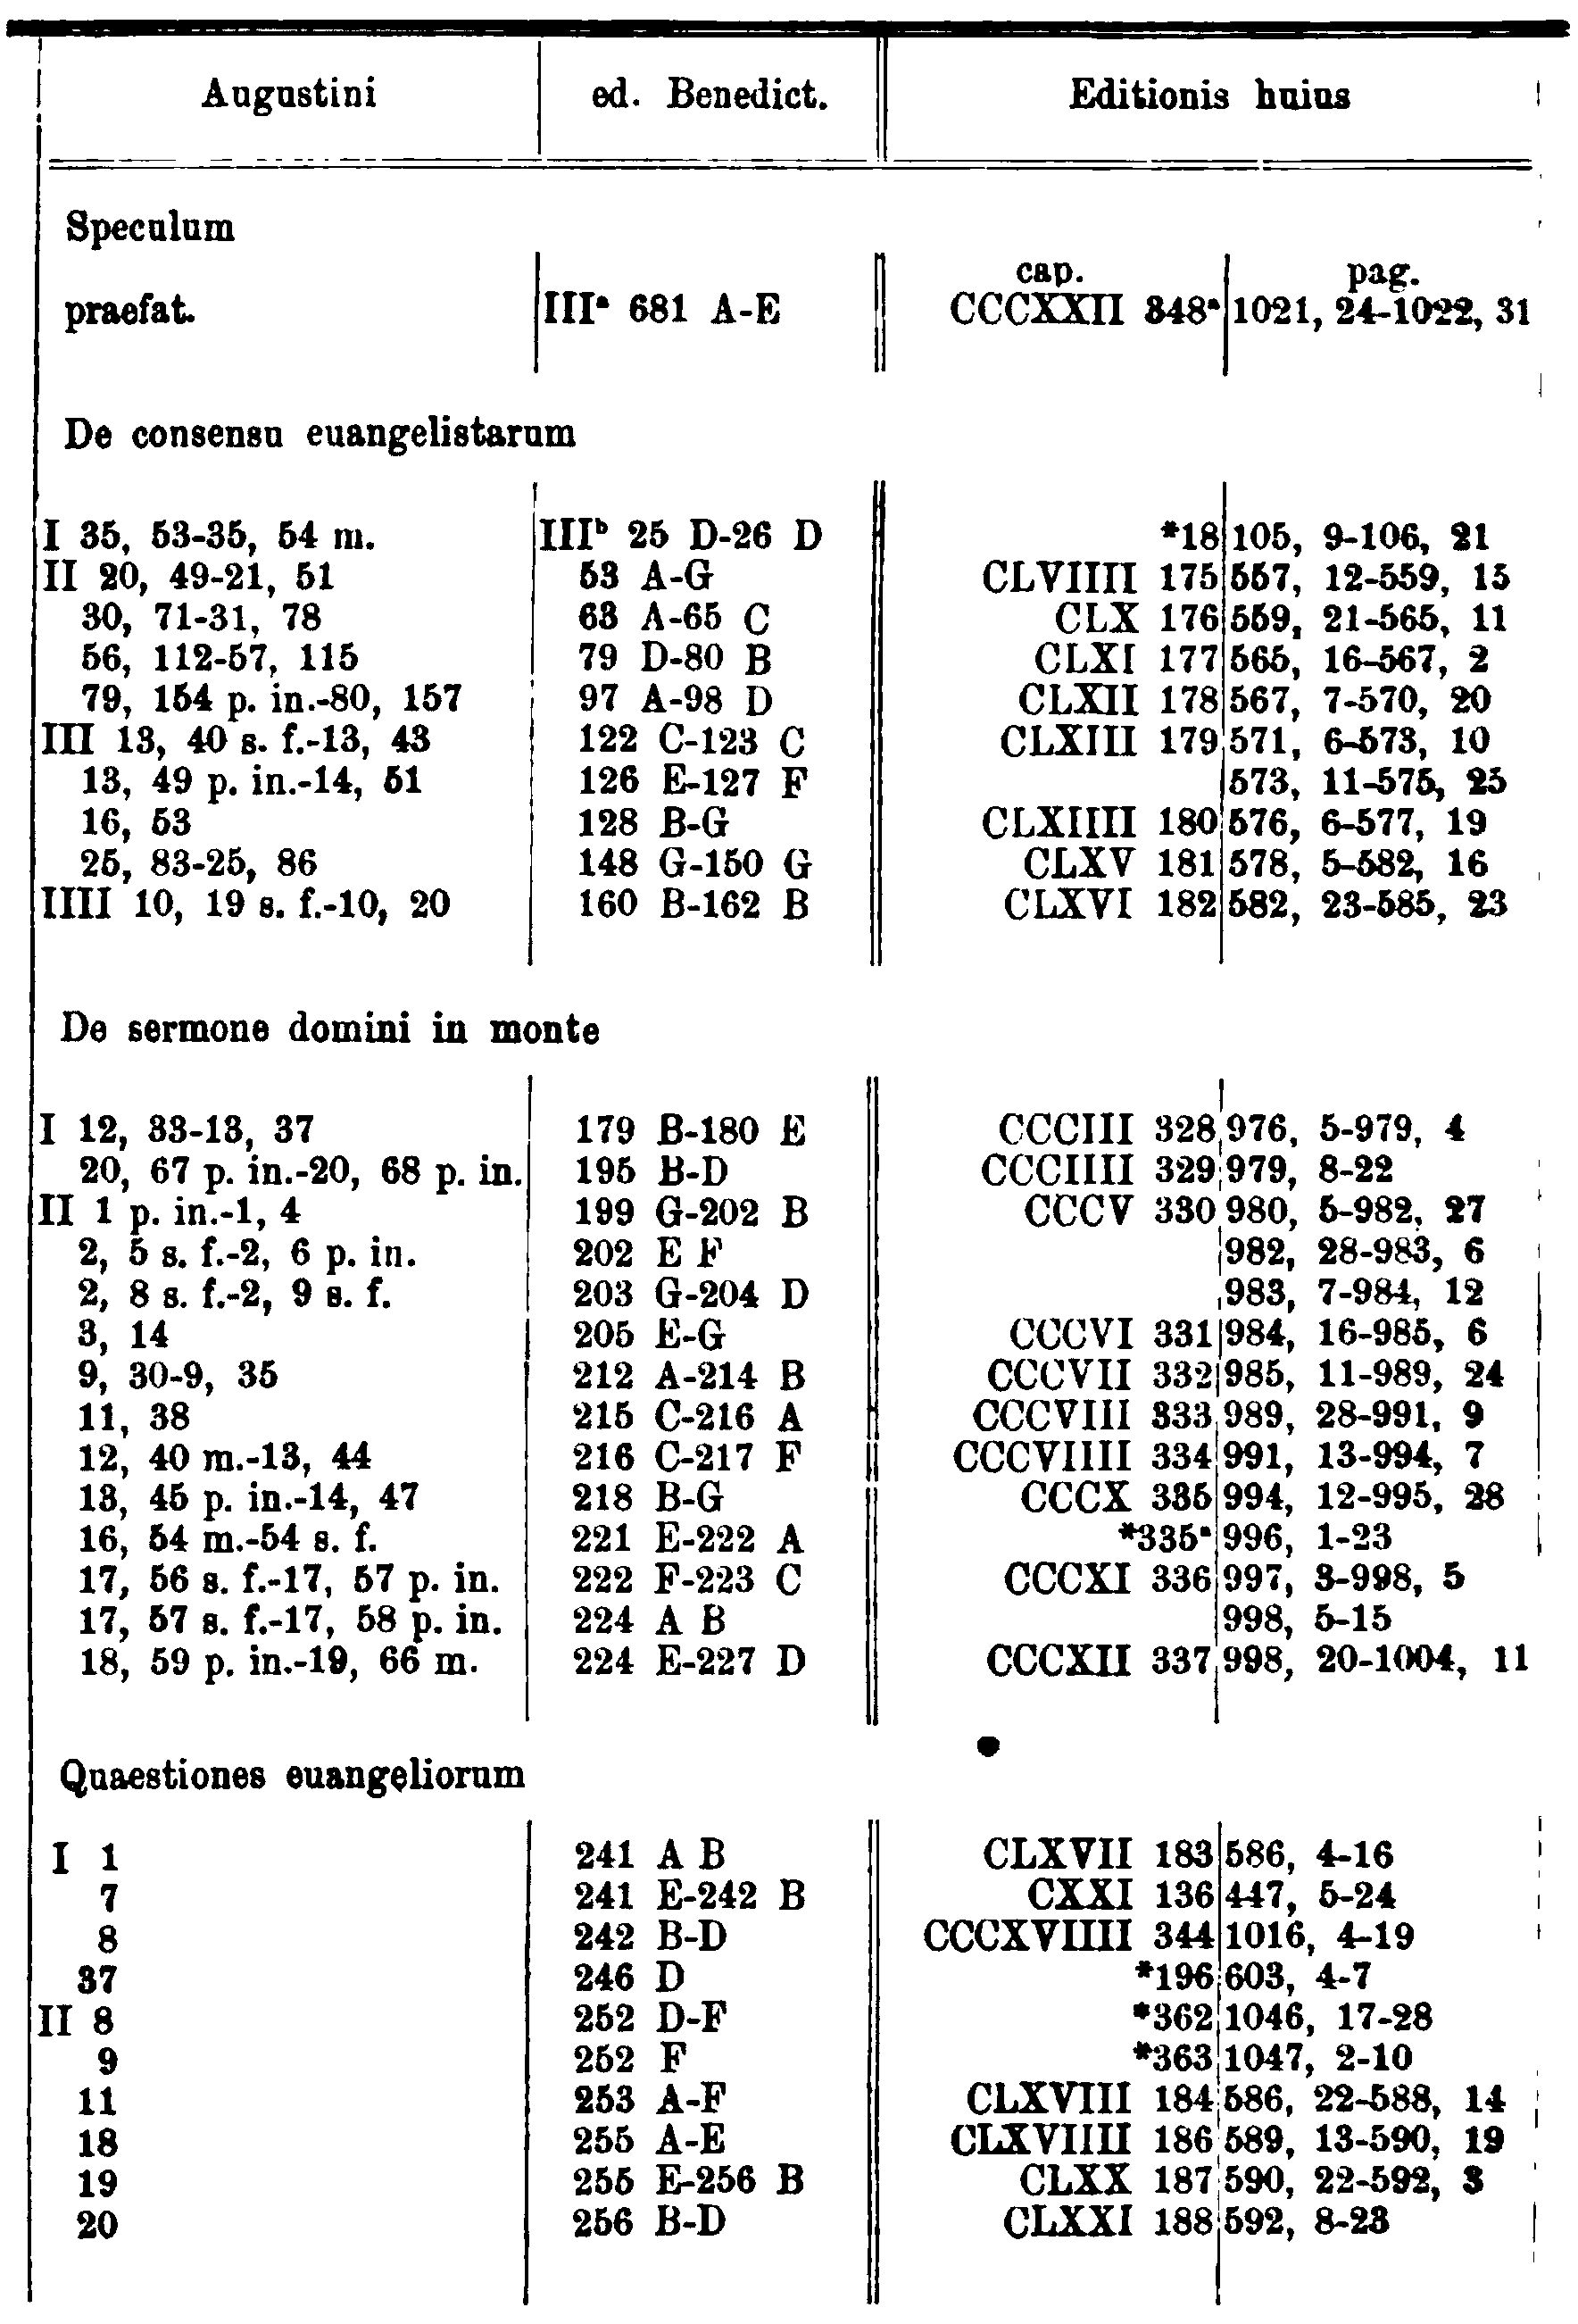 Augustini ed. Benedict. Editionis huius
Speculum
cap. pag.
praefat. IIIᵃ 681 A-E CCCXXII 348ᵃ 1021, 24-1022, 31
De consensu euangelistarum
I 35, 53-35, 54 m. IIIᵇ 25 D-26 D *18 105, 9-106, 21
II 20, 49-21, 51 53 A-G CLVIIII 175 557, 12-559, 15
30, 71-31, 78 63 A-65 C CLX 176 559, 21-565, 11
56, 112-57, 115 79 D-80 B CLXI 177 565, 16-567, 2
79, 154 p. in.-80, 157 97 A-98 D CLXII 178 567, 7-570, 20
III 13, 40 s. f.-13, 43 122 C-123 C CLXIII 179 571, 6-573, 10
13, 49 p. in.-14, 51 126 E-127 F 573, 11-575, 25
16, 53 128 B-G CLXIIII 180 576, 6-577, 19
25, 83-25, 86 148 G-150 G CLXV 181 578, 5-582, 16
IIII 10, 19 s. f.-10, 20 160 B-162 B CLXVI 182 582, 23-585, 23
De sermone domini in monte
I 12, 33-13, 37 179 B-180 E CCCIII 328 976, 5-979, 4
20, 67 p. in.-20, 68 p. in. 195 B-D CCCIIII 329 979, 8-22
II 1 p. in.-1, 4 199 G-202 B CCCV 330 980, 5-982, 27
2, 5 s. f.-2, 6 p. in. 202 E F 982, 28-983, 6
2, 8 s. f.-2, 9 s. f. 203 G-204 D 983, 7-984, 12
3, 14 205 E-G CCCVI 331 984, 16-985, 6
9, 30-9, 35 212 A-214 B CCCVII 332 985, 11-989, 24
11, 38 215 C-216 A CCCVIII 333 989, 28-991, 9
12, 40 m.-13, 44 216 C-217 F CCCVIIII 334 991, 13-994, 7
13, 45 p. in.-14, 47 218 B-G CCCX 335 994, 12-995, 28
16, 54 m.-54 s. f. 221 E-222 A *335ᵃ 996, 1-23
17, 56 s. f.-17, 57 p. in. 222 F-223 C CCCXI 336 997, 3-998, 5
17, 57 s. f.-17, 58 p. in. 224 A B 998, 5-15
18, 59 p. in.-19, 66 m. 224 E-227 D CCCXII 337 998, 20-1004, 11
Quaestiones euangeliorum
I 1 241 A B CLXVII 183 586, 4-16
7 241 E-242 B CXXI 136 447, 5-24
8 242 B-D CCCXVIIII 344 1016, 4-19
37 246 D *196 603, 4-7
II 8 252 D-F *362 1046, 17-28
9 252 F *363 1047, 2-10
11 253 A-F CLXVIII 184 586, 22-588, 14
18 255 A-E CLXVIIII 186 589, 13-590, 19
19 255 E-256 B CLXX 187 590, 22-592, 3
20 256 B-D CLXXI 188 592, 8-23